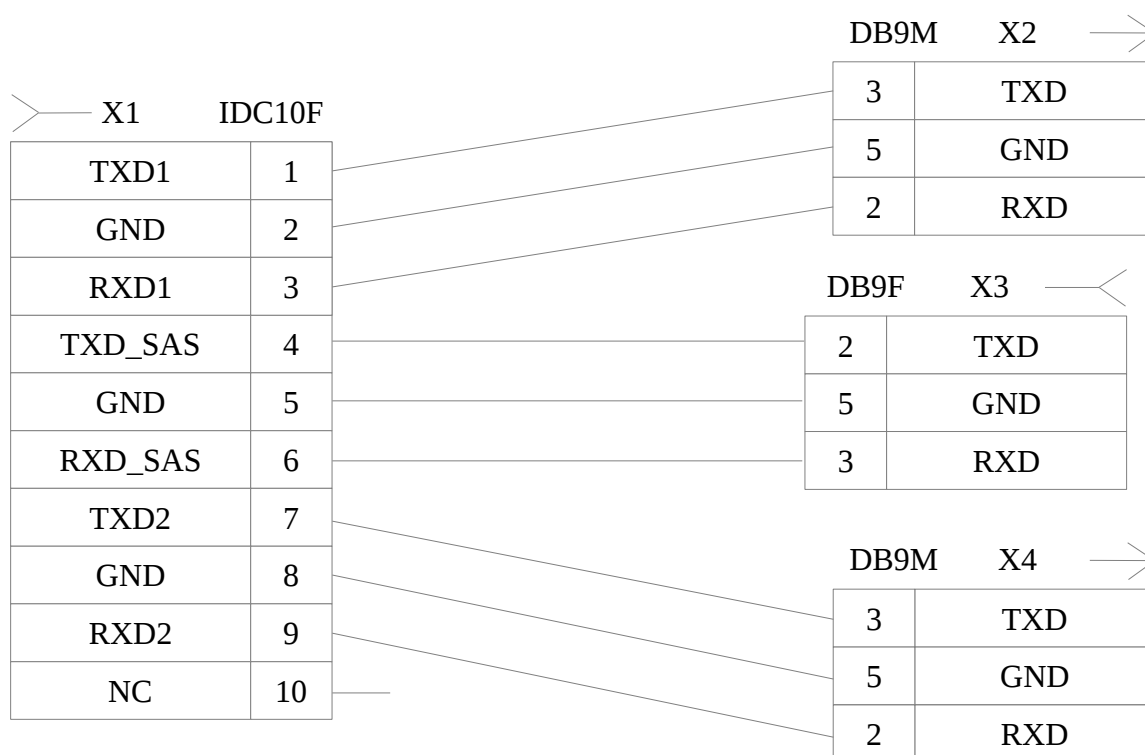 X1 IDC10F
TXD1 1
GND 2
RXD1 3
TXD_SAS 4
GND 5
RXD_SAS 6
TXD2 7
GND 8
RXD2 9
NC 10
DB9M X2
3 TXD
5 GND
2 RXD
DB9F X3
2 TXD
5 GND
3 RXD
DB9M X4
3 TXD
5 GND
2 RXD